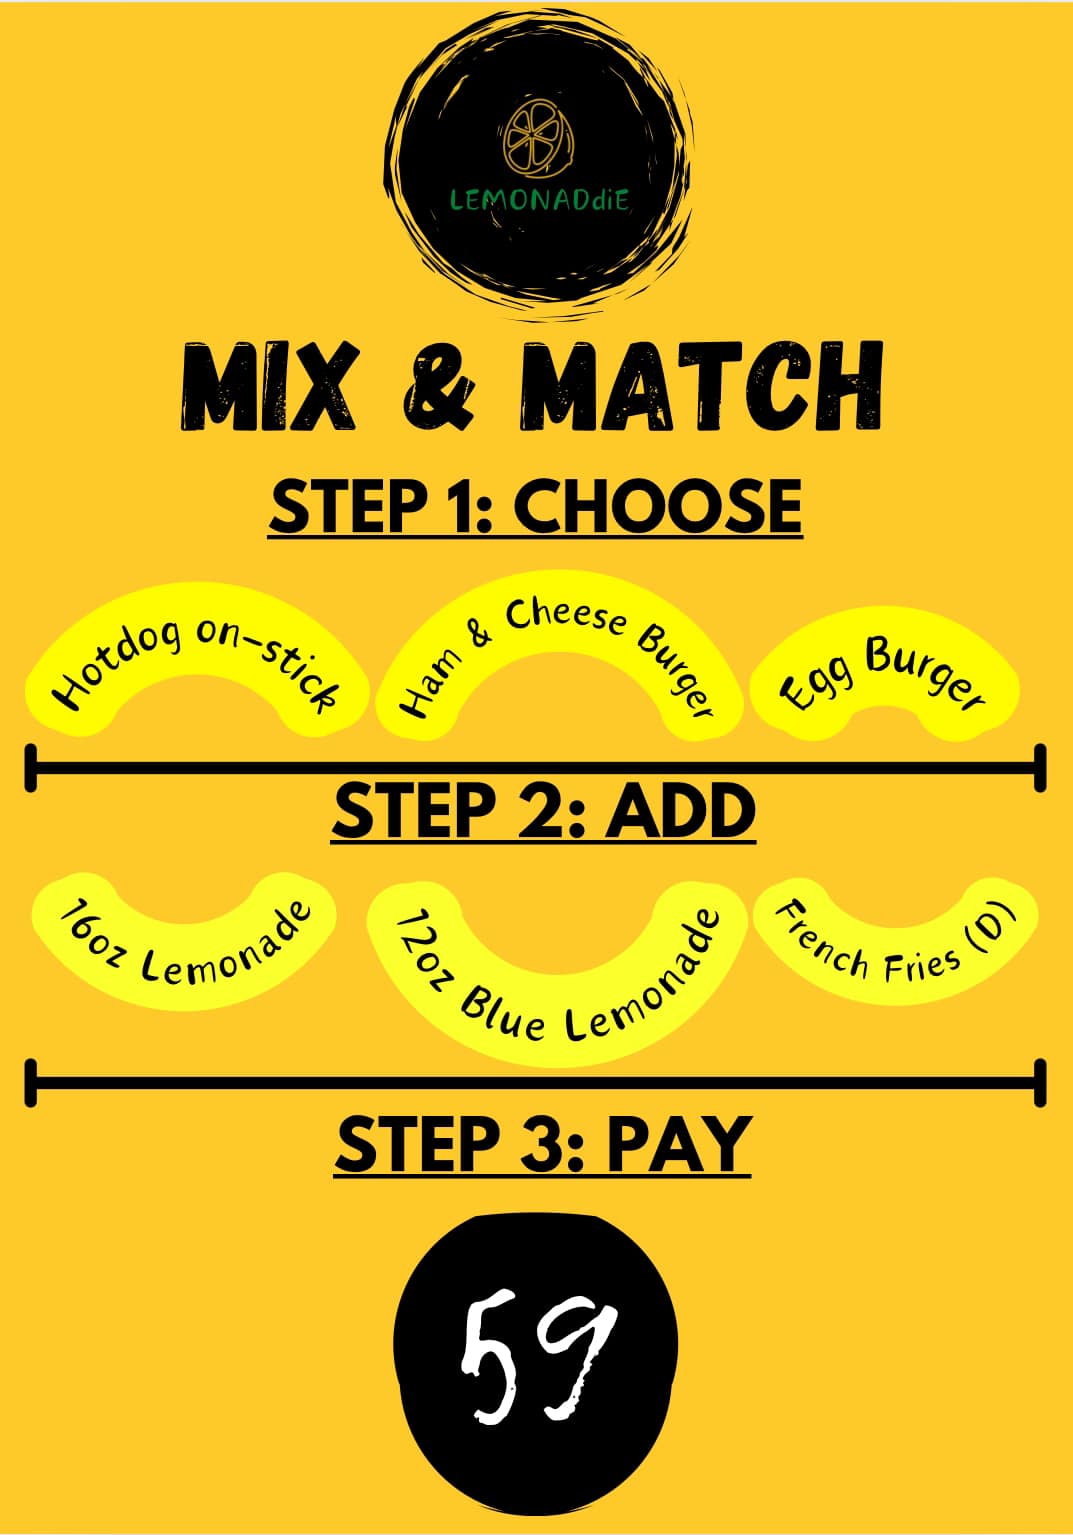 LEMONADdiE
MIX & MATCH
STEP 1: CHOOSE
Hotdog on-stick
Ham & Cheese Burger
Egg Burger
STEP 2: ADD
16oz Lemonade
12oz Blue Lemonade
French Fries (D)
STEP 3: PAY
59